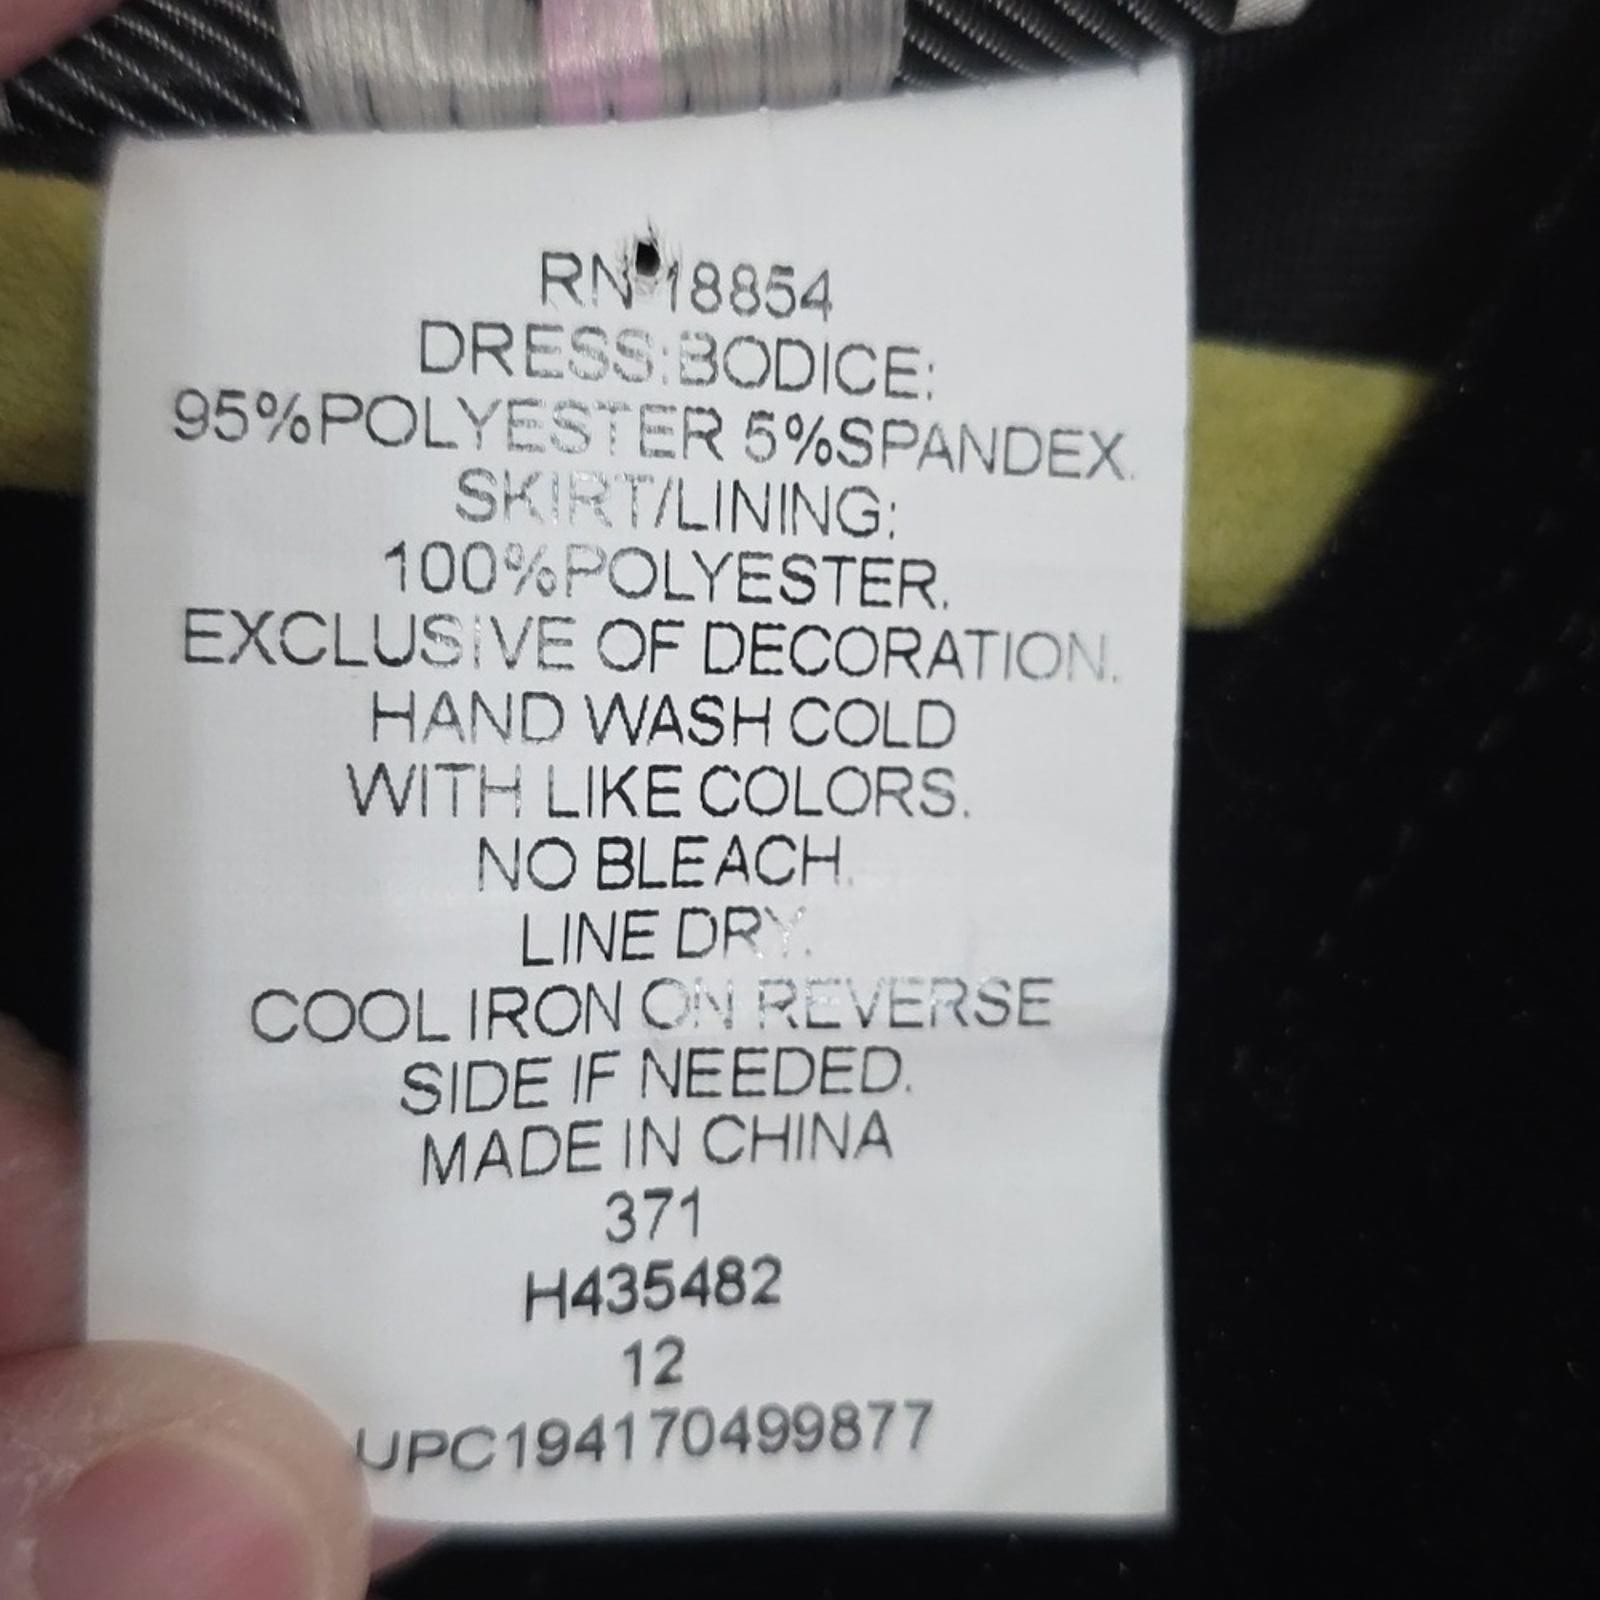 RN 18854
DRESS:BODICE:
95%POLYESTER 5%SPANDEX.
SKIRT/LINING:
100%POLYESTER.
EXCLUSIVE OF DECORATION.
HAND WASH COLD
WITH LIKE COLORS.
NO BLEACH.
LINE DRY.
COOL IRON ON REVERSE
SIDE IF NEEDED.
MADE IN CHINA
371
H435482
12
UPC194170499877